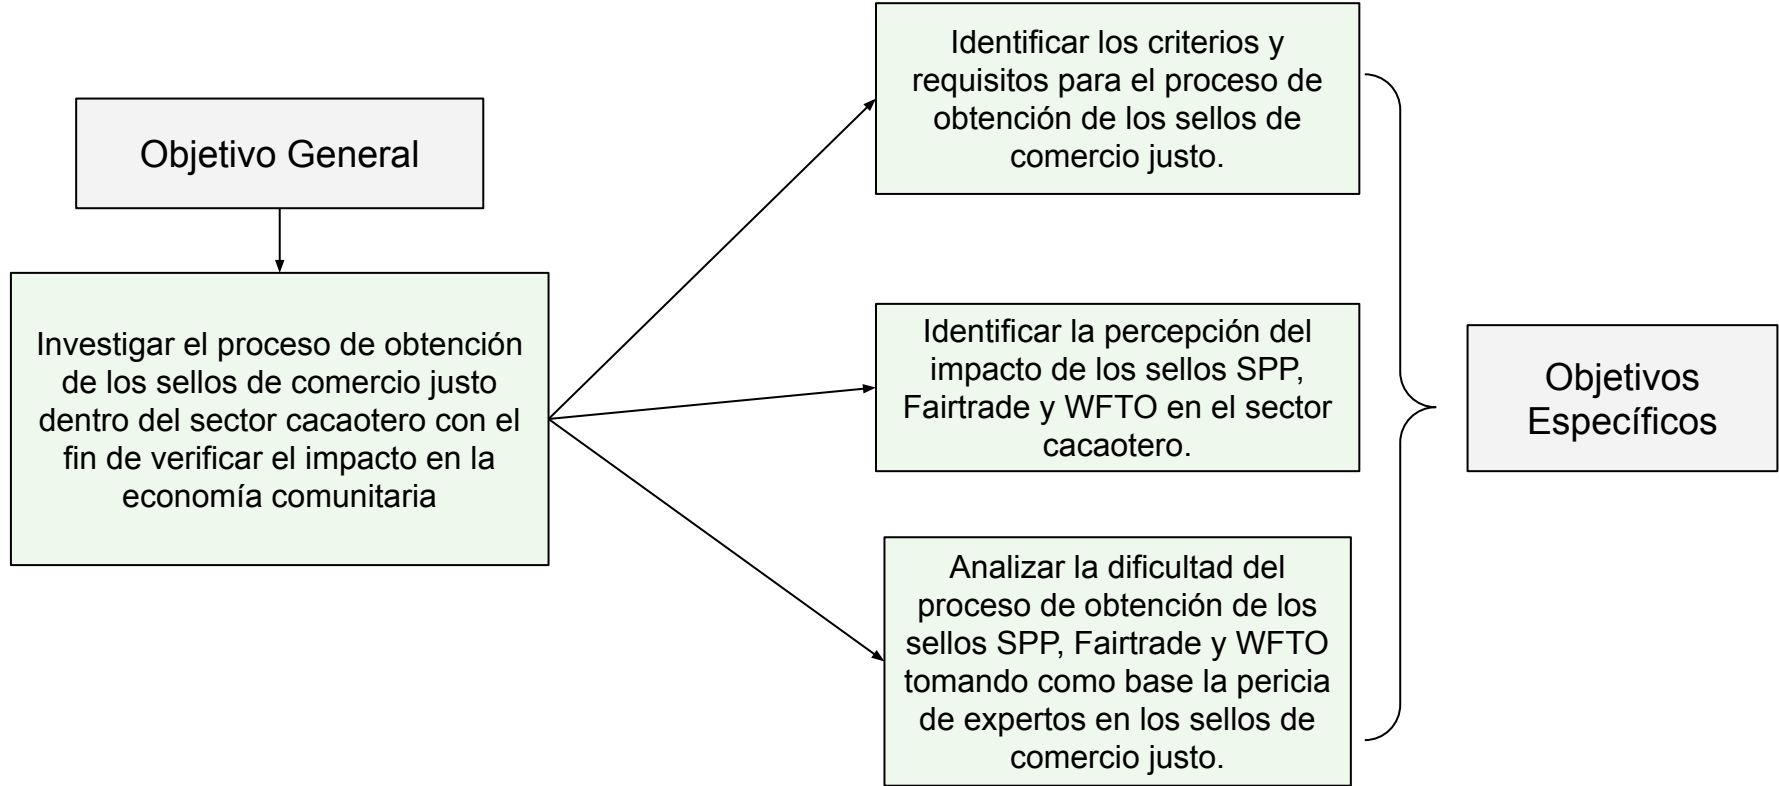 Objetivo General
Investigar el proceso de obtención
de los sellos de comercio justo
dentro del sector cacaotero con el
fin de verificar el impacto en la
economía comunitaria
Identificar los criterios y
requisitos para el proceso de
obtención de los sellos de
comercio justo.
Identificar la percepción del
impacto de los sellos SPP,
Fairtrade y WFTO en el sector
cacaotero.
Analizar la dificultad del
proceso de obtención de los
sellos SPP, Fairtrade y WFTO
tomando como base la pericia
de expertos en los sellos de
comercio justo.
Objetivos
Específicos